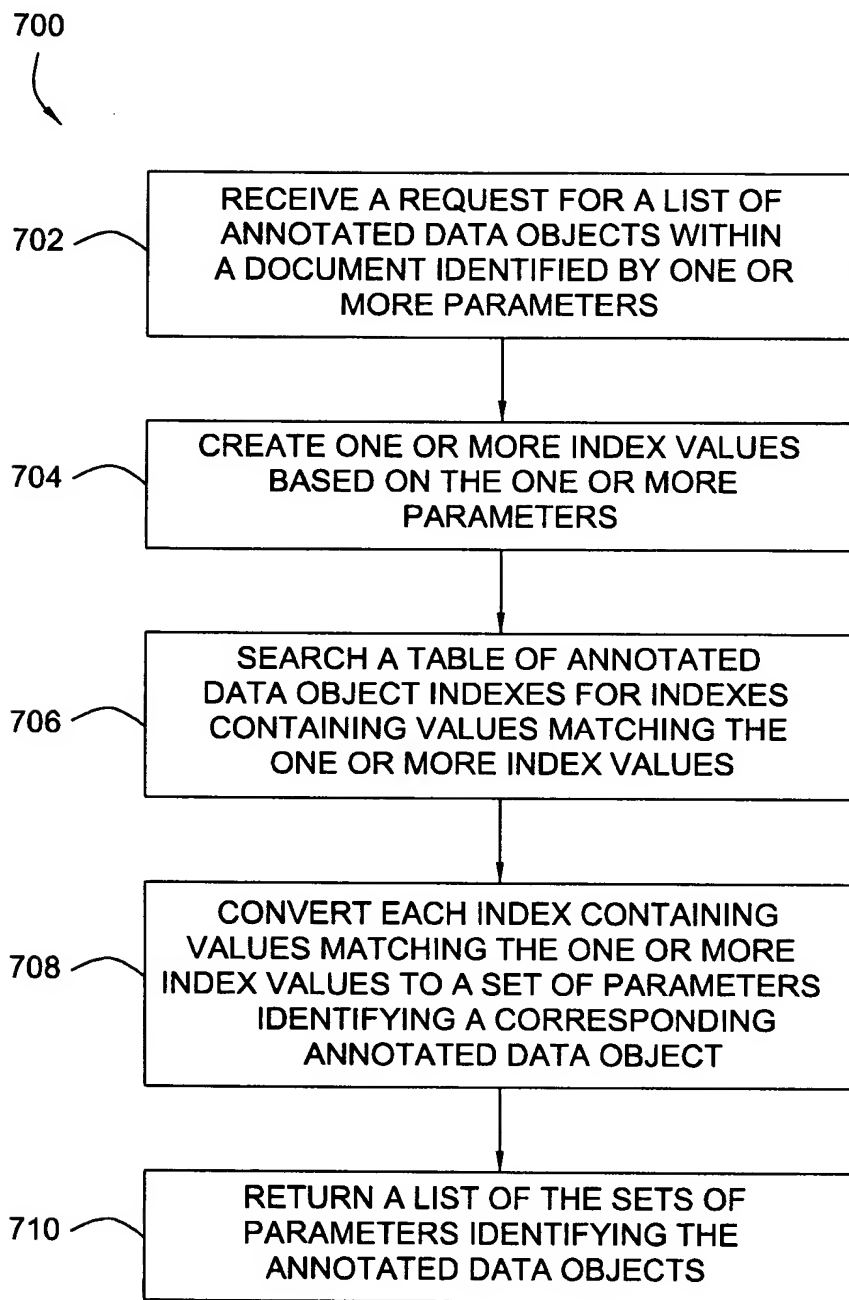 700
702
RECEIVE A REQUEST FOR A LIST OF
ANNOTATED DATA OBJECTS WITHIN
A DOCUMENT IDENTIFIED BY ONE OR
MORE PARAMETERS
704
CREATE ONE OR MORE INDEX VALUES
BASED ON THE ONE OR MORE
PARAMETERS
706
SEARCH A TABLE OF ANNOTATED
DATA OBJECT INDEXES FOR INDEXES
CONTAINING VALUES MATCHING THE
ONE OR MORE INDEX VALUES
708
CONVERT EACH INDEX CONTAINING
VALUES MATCHING THE ONE OR MORE
INDEX VALUES TO A SET OF PARAMETERS
IDENTIFYING A CORRESPONDING
ANNOTATED DATA OBJECT
710
RETURN A LIST OF THE SETS OF
PARAMETERS IDENTIFYING THE
ANNOTATED DATA OBJECTS